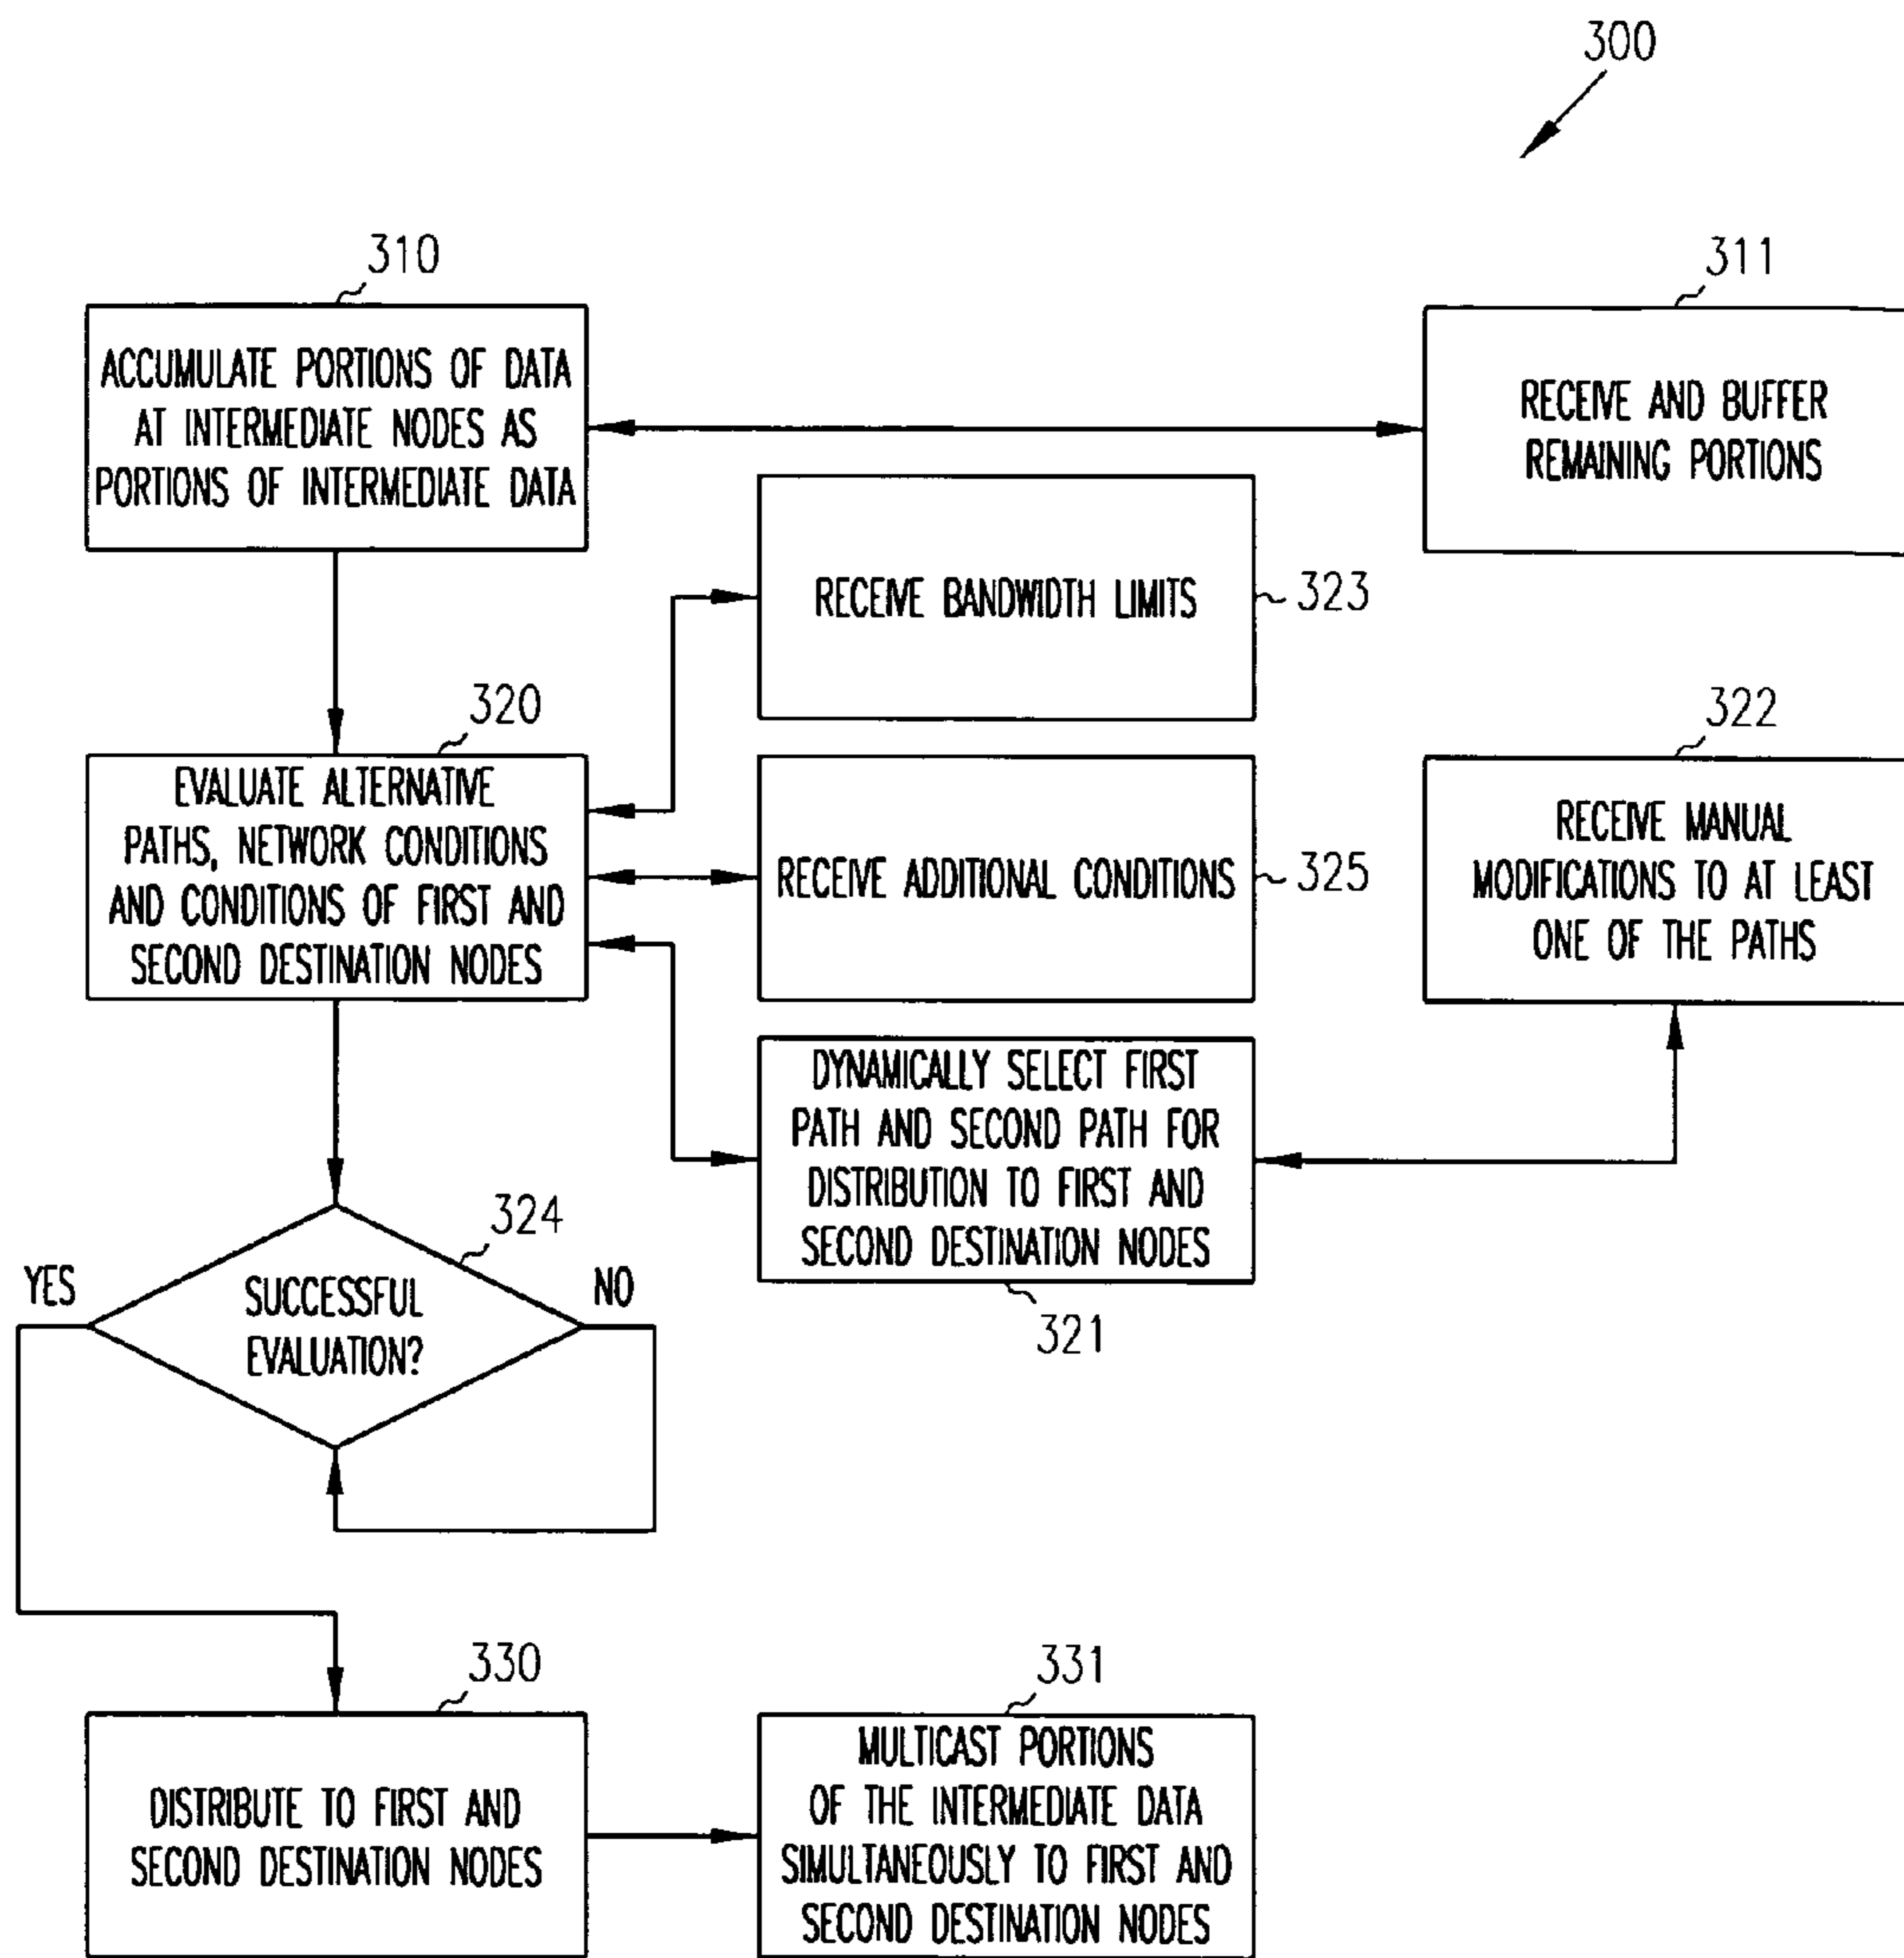 300
310
ACCUMULATE PORTIONS OF DATA
AT INTERMEDIATE NODES AS
PORTIONS OF INTERMEDIATE DATA
311
RECEIVE AND BUFFER
REMAINING PORTIONS
RECEIVE BANDWIDTH LIMITS
323
320
EVALUATE ALTERNATIVE
PATHS, NETWORK CONDITIONS
AND CONDITIONS OF FIRST AND
SECOND DESTINATION NODES
RECEIVE ADDITIONAL CONDITIONS
325
322
RECEIVE MANUAL
MODIFICATIONS TO AT LEAST
ONE OF THE PATHS
DYNAMICALLY SELECT FIRST
PATH AND SECOND PATH FOR
DISTRIBUTION TO FIRST AND
SECOND DESTINATION NODES
321
324
YES
SUCCESSFUL
EVALUATION?
NO
330
DISTRIBUTE TO FIRST AND
SECOND DESTINATION NODES
331
MULTICAST PORTIONS
OF THE INTERMEDIATE DATA
SIMULTANEOUSLY TO FIRST AND
SECOND DESTINATION NODES